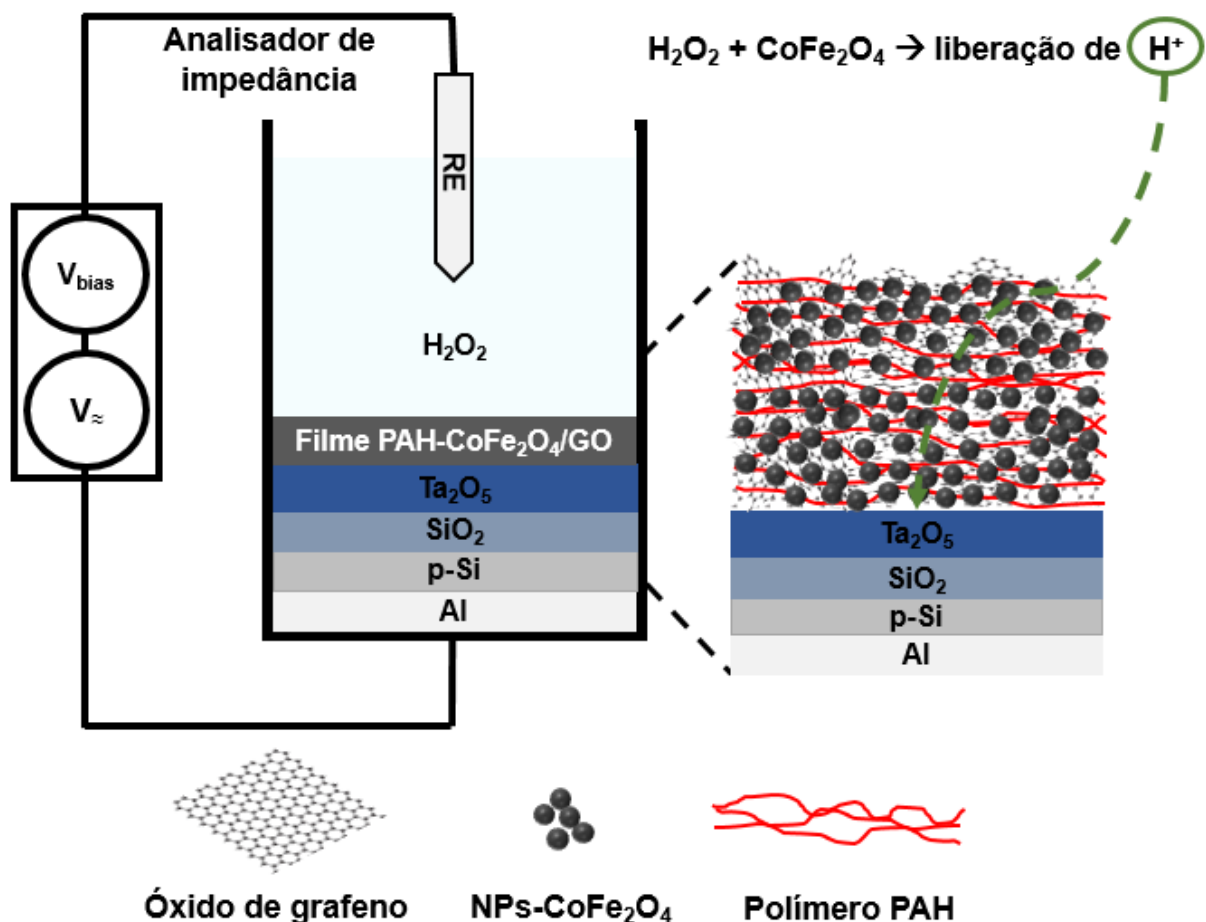 Analisador de
impedância
H₂O₂ + CoFe₂O₄ → liberação de H⁺
RE
V_bias
V_≈
H₂O₂
Filme PAH-CoFe₂O₄/GO
Ta₂O₅
SiO₂
p-Si
Al
Ta₂O₅
SiO₂
p-Si
Al
Óxido de grafeno
NPs-CoFe₂O₄
Polímero PAH